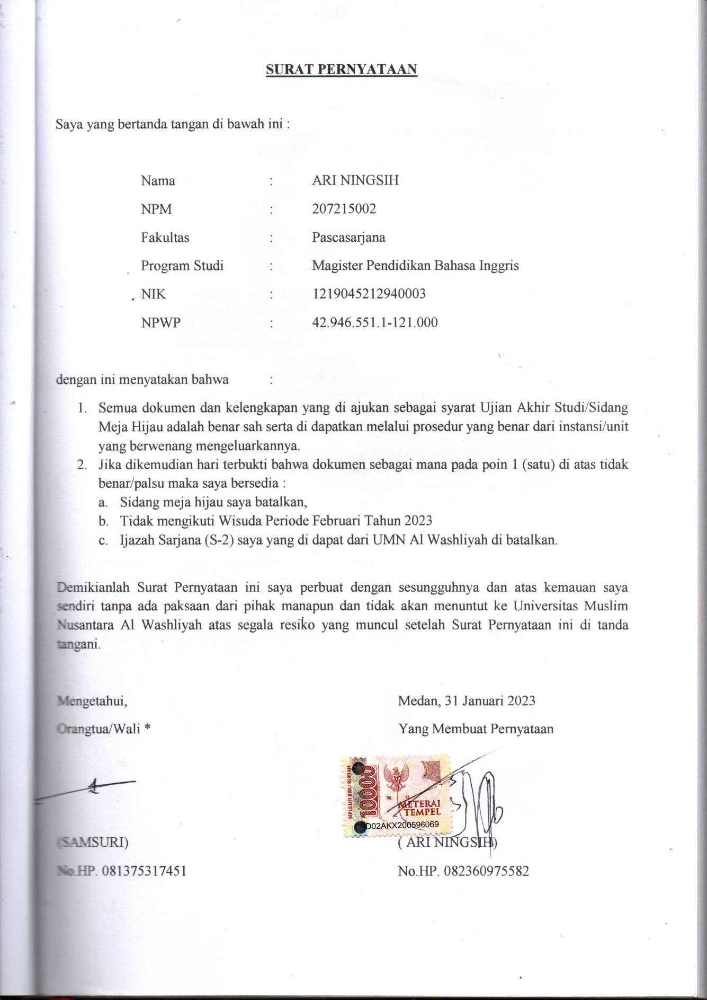 SURAT PERNYATAAN
Saya yang bertanda tangan di bawah ini :
Nama : ARI NINGSIH
NPM : 207215002
Fakultas : Pascasarjana
Program Studi : Magister Pendidikan Bahasa Inggris
NIK : 1219045212940003
NPWP : 42.946.551.1-121.000
dengan ini menyatakan bahwa :
1. Semua dokumen dan kelengkapan yang di ajukan sebagai syarat Ujian Akhir Studi/Sidang
Meja Hijau adalah benar sah serta di dapatkan melalui prosedur yang benar dari instansi/unit
yang berwenang mengeluarkannya.
2. Jika dikemudian hari terbukti bahwa dokumen sebagai mana pada poin 1 (satu) di atas tidak
benar/palsu maka saya bersedia :
a. Sidang meja hijau saya batalkan,
b. Tidak mengikuti Wisuda Periode Februari Tahun 2023
c. Ijazah Sarjana (S-2) saya yang di dapat dari UMN Al Washliyah di batalkan.
Demikianlah Surat Pernyataan ini saya perbuat dengan sesungguhnya dan atas kemauan saya
sendiri tanpa ada paksaan dari pihak manapun dan tidak akan menuntut ke Universitas Muslim
Nusantara Al Washliyah atas segala resiko yang muncul setelah Surat Pernyataan ini di tanda
tangani.
Mengetahui, Medan, 31 Januari 2023
Orangtua/Wali * Yang Membuat Pernyataan
SEPULUH RIBU RUPIAH
10000
TGL. 20
METERAI
TEMPEL
C9D02AKX200596069
(SAMSURI) ( ARI NINGSIH)
No.HP. 081375317451 No.HP. 082360975582